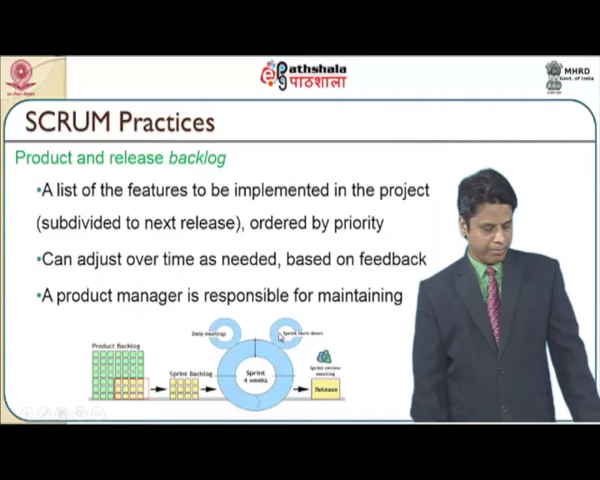 Pathshala
पाठशाला
MHRD
Govt. of India
SCRUM Practices
Product and release backlog
•A list of the features to be implemented in the project
(subdivided to next release), ordered by priority
•Can adjust over time as needed, based on feedback
•A product manager is responsible for maintaining
Daily meetings
Sprint burn down
Product Backlog
Sprint Backlog
Sprint
4 weeks
Sprint review
meeting
Release